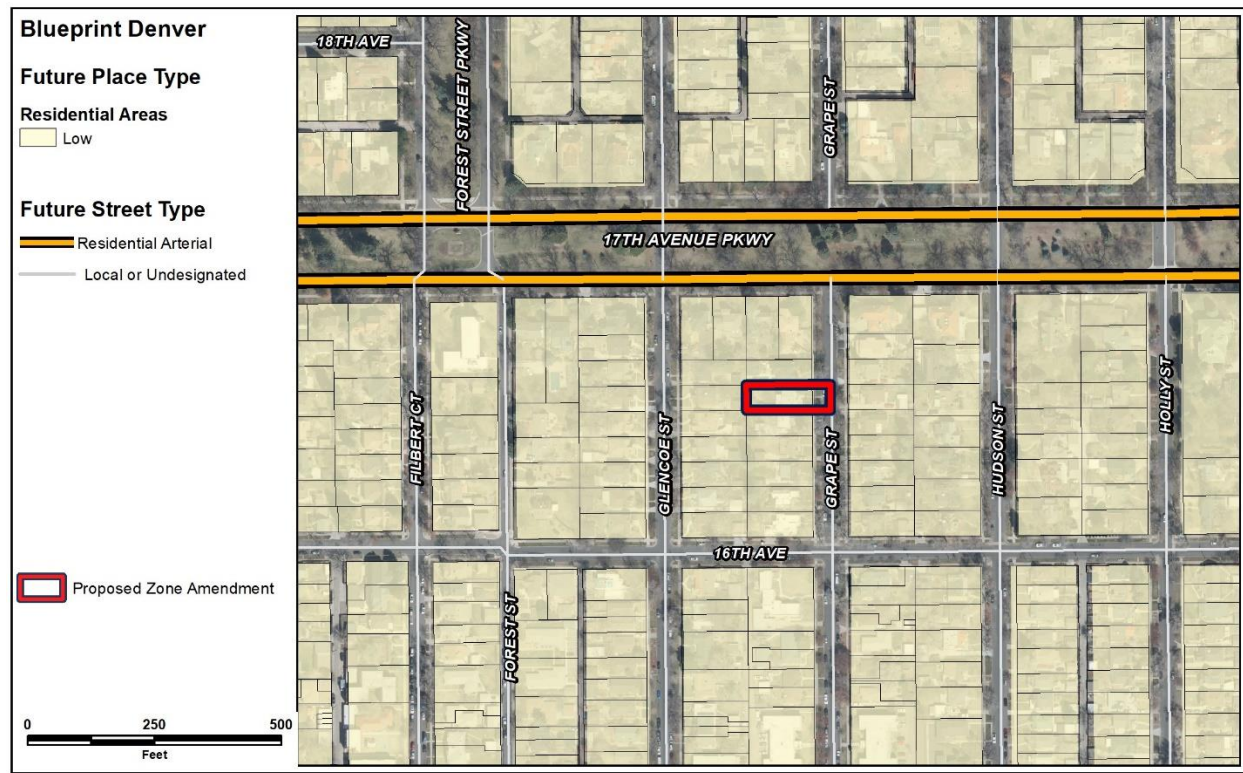 Blueprint Denver
Future Place Type
Residential Areas
Low
Future Street Type
Residential Arterial
Local or Undesignated
Proposed Zone Amendment
0 250 500
Feet
18TH AVE
FOREST STREET PKWY
GRAPE ST
17TH AVENUE PKWY
FILBERT CT
GLENCOE ST
GRAPE ST
HUDSON ST
HOLLY ST
16TH AVE
FOREST ST